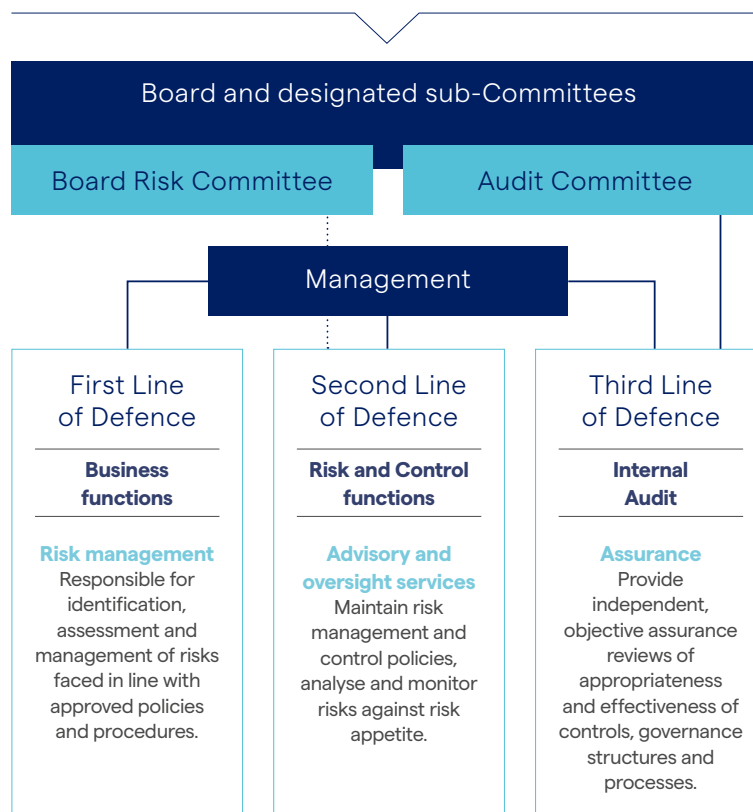 Board and designated sub-Committees
Board Risk Committee
Audit Committee
Management
First Line
of Defence
Business
functions
Risk management
Responsible for
identification,
assessment and
management of risks
faced in line with
approved policies
and procedures.
Second Line
of Defence
Risk and Control
functions
Advisory and
oversight services
Maintain risk
management and
control policies,
analyse and monitor
risks against risk
appetite.
Third Line
of Defence
Internal
Audit
Assurance
Provide
independent,
objective assurance
reviews of
appropriateness
and effectiveness of
controls, governance
structures and
processes.